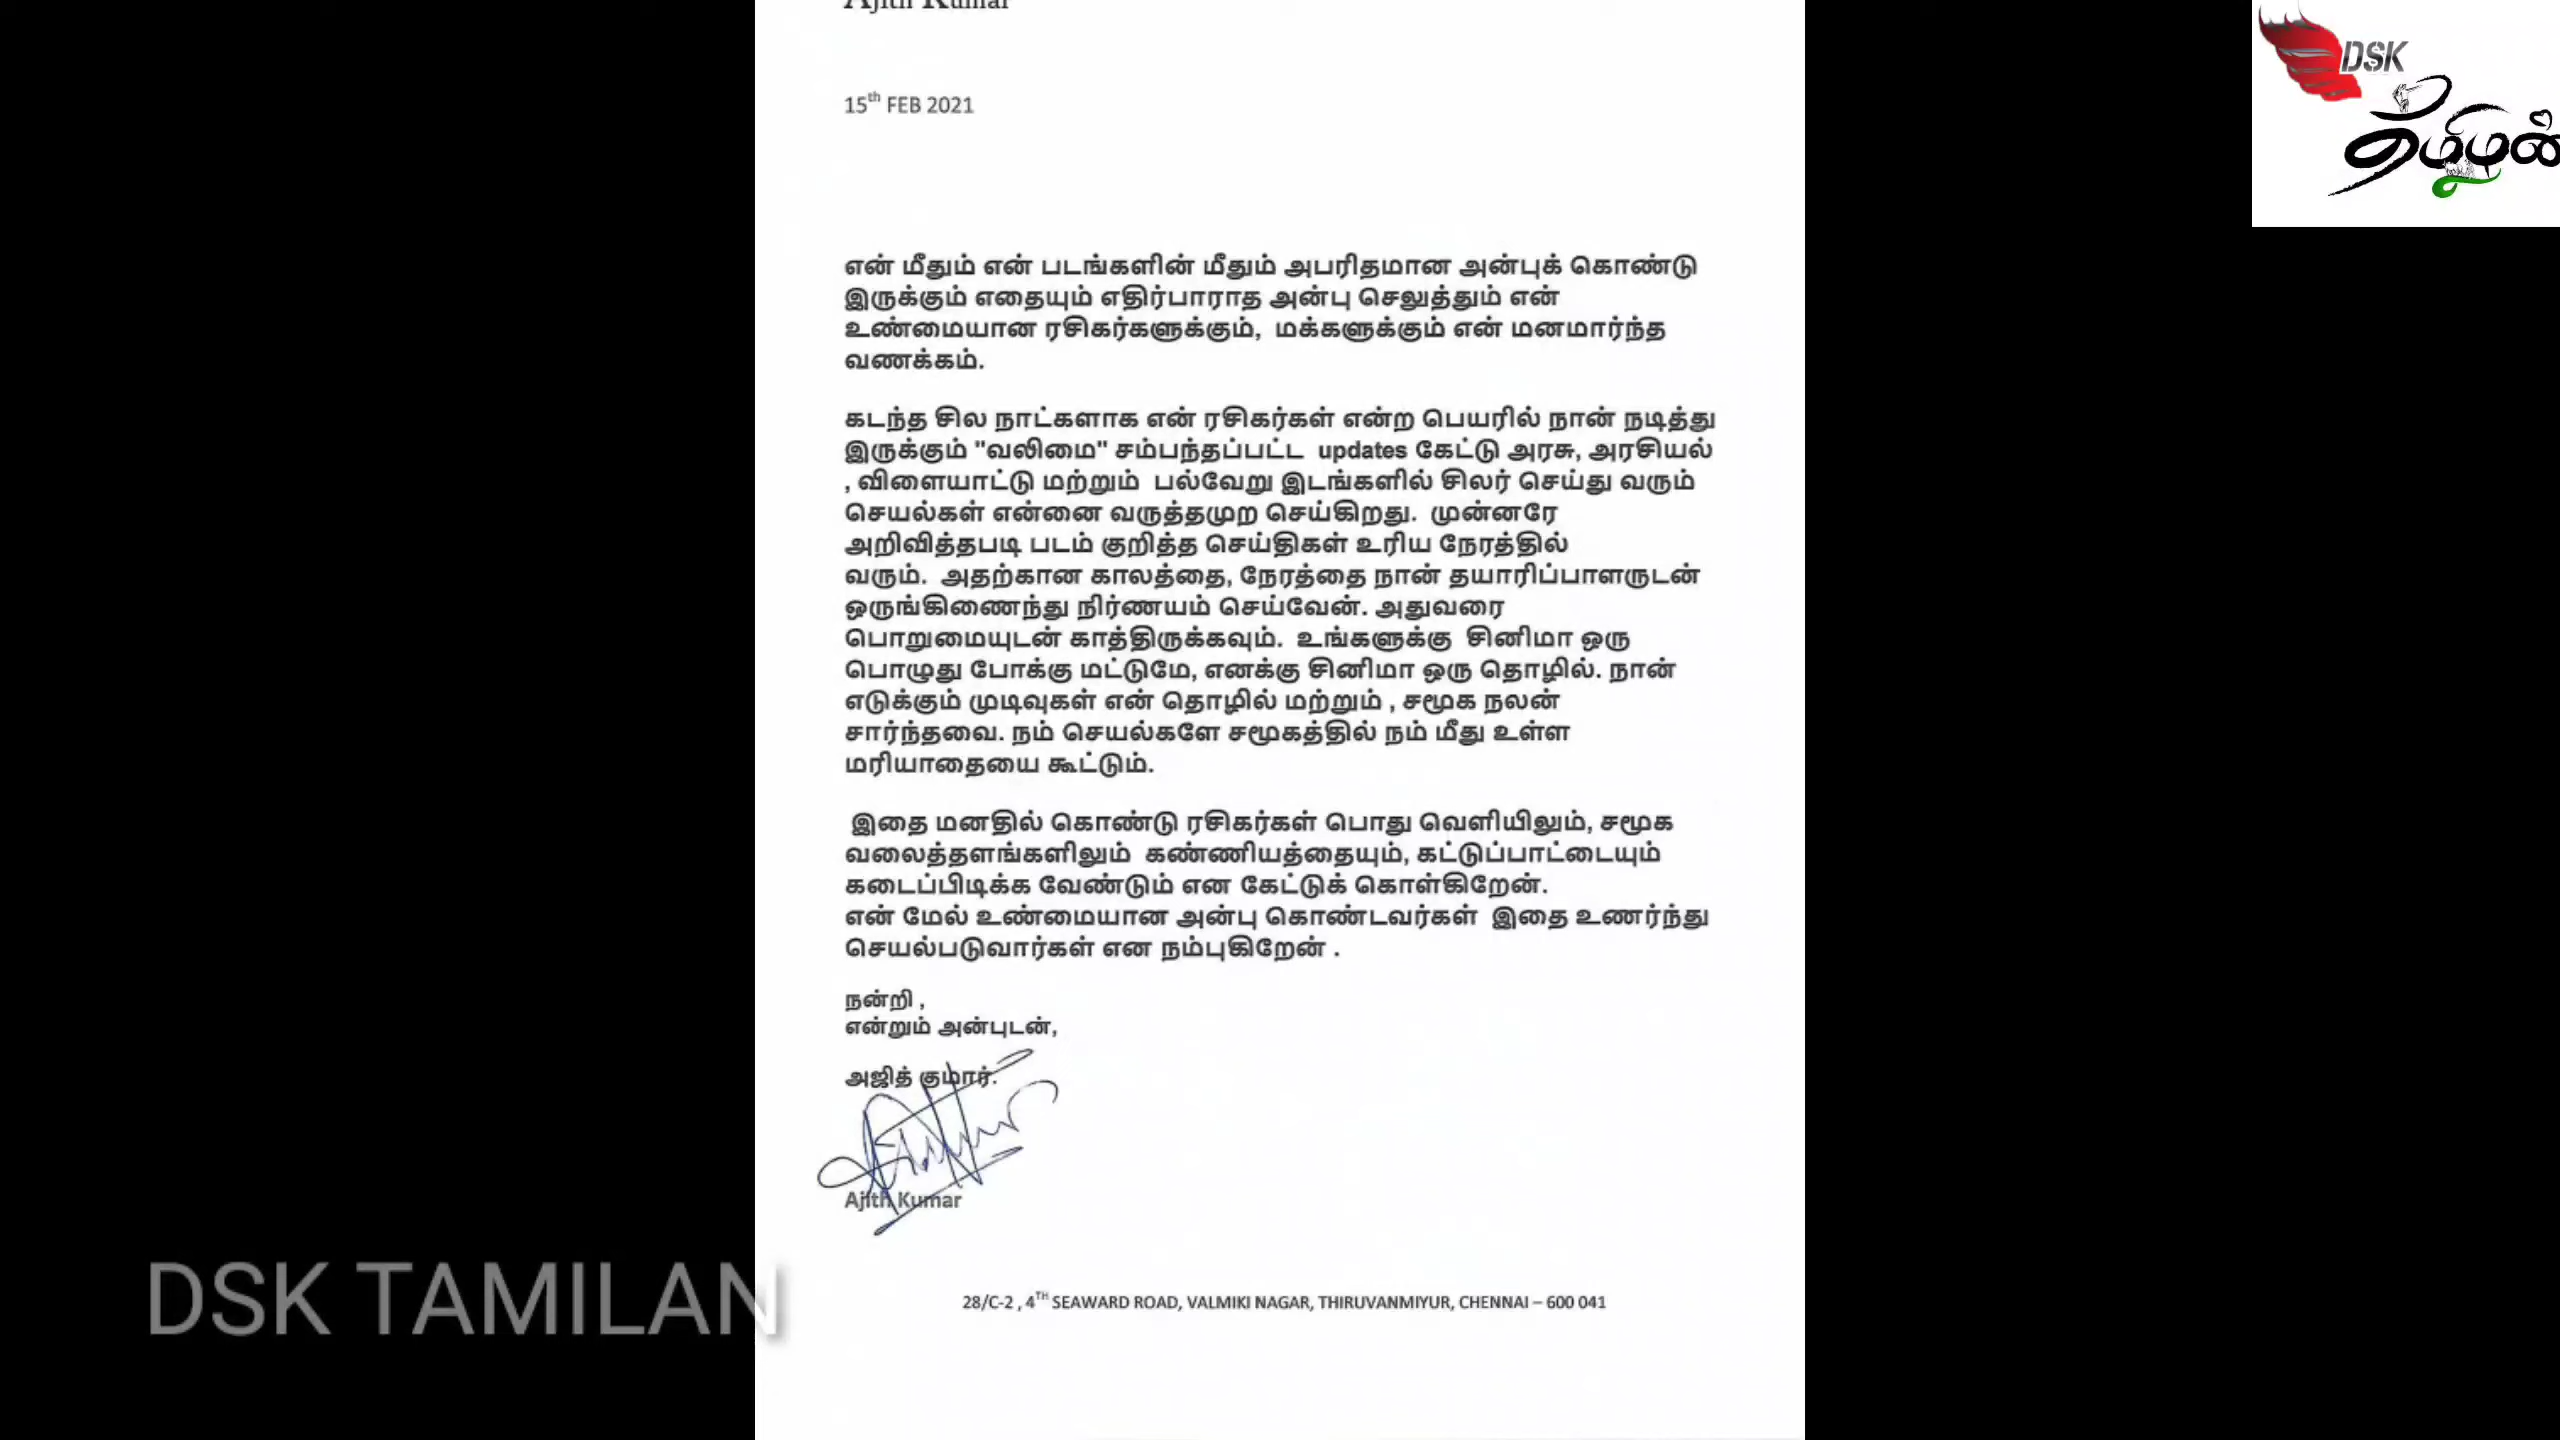 Ajith Kumar
15th FEB 2021
DSK
தமிழன்
என் மீதும் என் படங்களின் மீதும் அபரிதமான அன்புக் கொண்டு
இருக்கும் எதையும் எதிர்பாராத அன்பு செலுத்தும் என்
உண்மையான ரசிகர்களுக்கும், மக்களுக்கும் என் மனமார்ந்த
வணக்கம்.
கடந்த சில நாட்களாக என் ரசிகர்கள் என்ற பெயரில் நான் நடித்து
இருக்கும் "வலிமை" சம்பந்தப்பட்ட updates கேட்டு அரசு, அரசியல்
, விளையாட்டு மற்றும் பல்வேறு இடங்களில் சிலர் செய்து வரும்
செயல்கள் என்னை வருத்தமுற செய்கிறது. முன்னரே
அறிவித்தபடி படம் குறித்த செய்திகள் உரிய நேரத்தில்
வரும். அதற்கான காலத்தை, நேரத்தை நான் தயாரிப்பாளருடன்
ஒருங்கிணைந்து நிர்ணயம் செய்வேன். அதுவரை
பொறுமையுடன் காத்திருக்கவும். உங்களுக்கு சினிமா ஒரு
பொழுது போக்கு மட்டுமே, எனக்கு சினிமா ஒரு தொழில். நான்
எடுக்கும் முடிவுகள் என் தொழில் மற்றும் , சமூக நலன்
சார்ந்தவை. நம் செயல்களே சமூகத்தில் நம் மீது உள்ள
மரியாதையை கூட்டும்.
இதை மனதில் கொண்டு ரசிகர்கள் பொது வெளியிலும், சமூக
வலைத்தளங்களிலும் கண்ணியத்தையும், கட்டுப்பாட்டையும்
கடைப்பிடிக்க வேண்டும் என கேட்டுக் கொள்கிறேன்.
என் மேல் உண்மையான அன்பு கொண்டவர்கள் இதை உணர்ந்து
செயல்படுவார்கள் என நம்புகிறேன் .
நன்றி ,
என்றும் அன்புடன்,
அஜித் குமார்.
Ajith Kumar
28/C-2 , 4TH SEAWARD ROAD, VALMIKI NAGAR, THIRUVANMIYUR, CHENNAI – 600 041
DSK TAMILAN